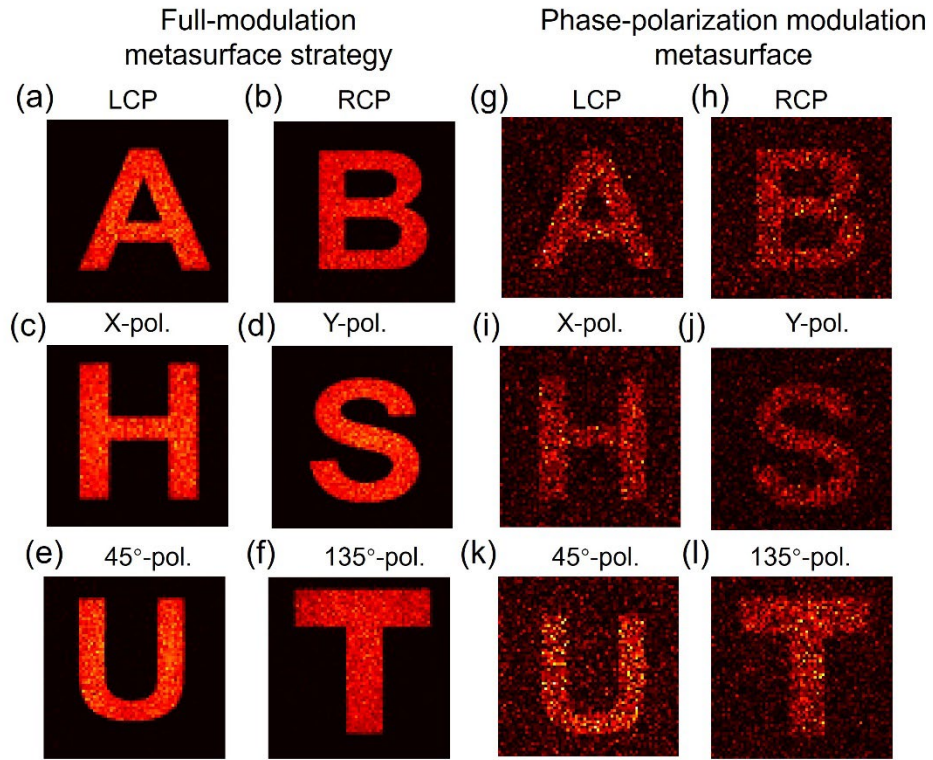 Full-modulation
metasurface strategy
Phase-polarization modulation
metasurface
(a) LCP
(b) RCP
(g) LCP
(h) RCP
A
B
A
B
(c) X-pol.
(d) Y-pol.
(i) X-pol.
(j) Y-pol.
H
S
H
S
(e) 45°-pol.
(f) 135°-pol.
(k) 45°-pol.
(l) 135°-pol.
U
T
U
T